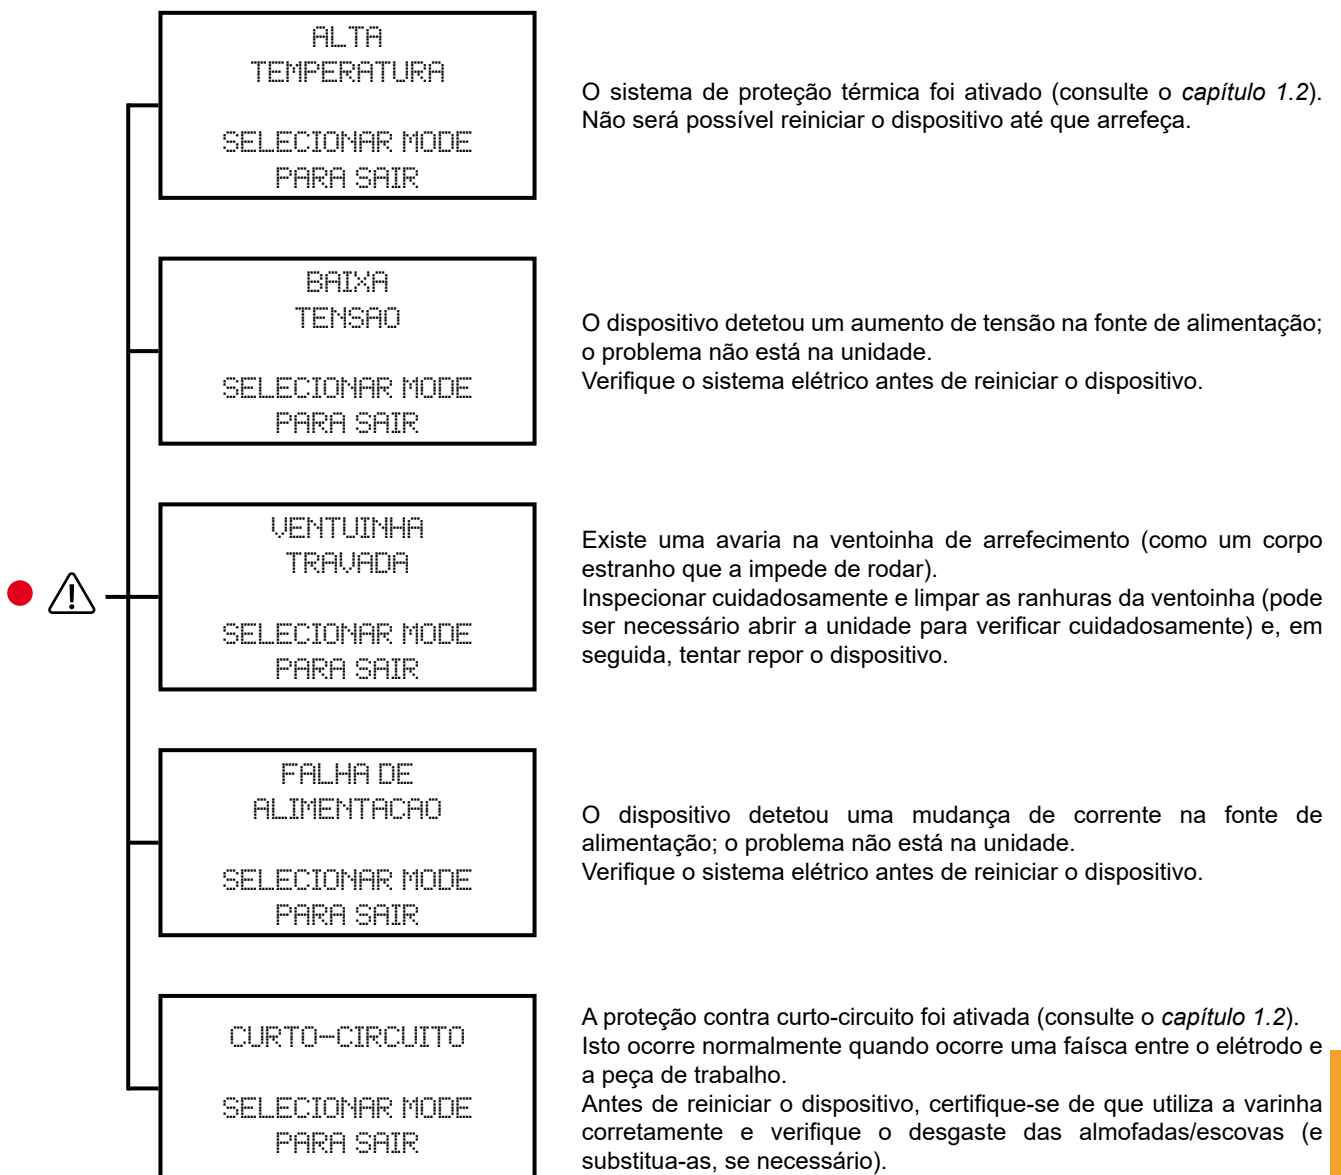 ALTA
TEMPERATURA
SELECIONAR MODE
PARA SAIR
O sistema de proteção térmica foi ativado (consulte o capítulo 1.2).
Não será possível reiniciar o dispositivo até que arrefeça.
BAIXA
TENSAO
SELECIONAR MODE
PARA SAIR
O dispositivo detetou um aumento de tensão na fonte de alimentação;
o problema não está na unidade.
Verifique o sistema elétrico antes de reiniciar o dispositivo.
VENTUINHA
TRAVADA
SELECIONAR MODE
PARA SAIR
Existe uma avaria na ventoinha de arrefecimento (como um corpo
estranho que a impede de rodar).
Inspecionar cuidadosamente e limpar as ranhuras da ventoinha (pode
ser necessário abrir a unidade para verificar cuidadosamente) e, em
seguida, tentar repor o dispositivo.
FALHA DE
ALIMENTACAO
SELECIONAR MODE
PARA SAIR
O dispositivo detetou uma mudança de corrente na fonte de
alimentação; o problema não está na unidade.
Verifique o sistema elétrico antes de reiniciar o dispositivo.
CURTO-CIRCUITO
SELECIONAR MODE
PARA SAIR
A proteção contra curto-circuito foi ativada (consulte o capítulo 1.2).
Isto ocorre normalmente quando ocorre uma faísca entre o elétrodo e
a peça de trabalho.
Antes de reiniciar o dispositivo, certifique-se de que utiliza a varinha
corretamente e verifique o desgaste das almofadas/escovas (e
substitua-as, se necessário).